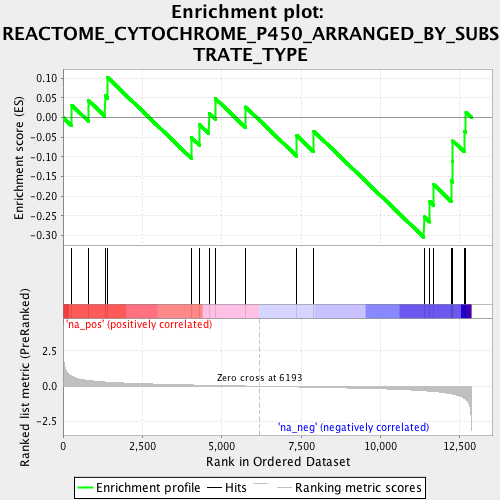 Enrichment plot:
REACTOME_CYTOCHROME_P450_ARRANGED_BY_SUBS
TRATE_TYPE
Enrichment score (ES)
0.10
0.05
0.00
-0.05
-0.10
-0.15
-0.20
-0.25
-0.30
'na_pos' (positively correlated)
Ranked list metric (PreRanked)
2.5
0.0
-2.5
Zero cross at 6193
'na_neg' (negatively correlated)
0
2,500
5,000
7,500
10,000
12,500
Rank in Ordered Dataset
Enrichment profile
Hits
Ranking metric scores